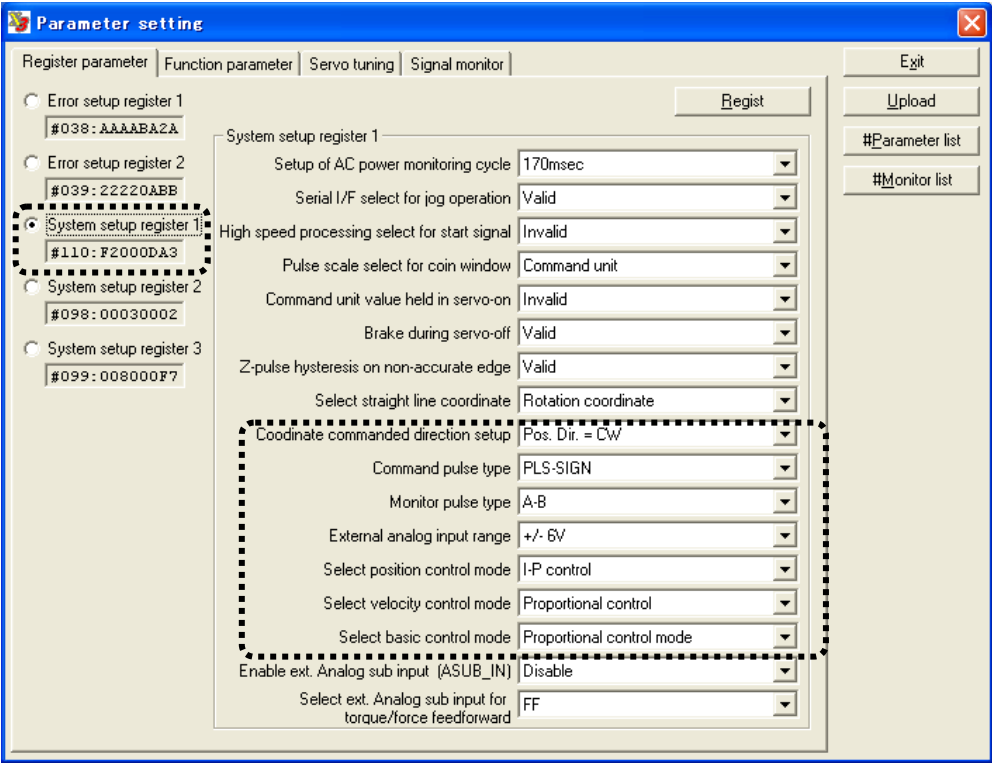 Parameter setting
Register parameter Function parameter Servo tuning Signal monitor
Exit
Upload
#Parameter list
#Monitor list
Regist
Error setup register 1
#038:AAAABA2A
Error setup register 2
#039:22220ABB
System setup register 1
#110:F2000DA3
System setup register 2
#098:00030002
System setup register 3
#099:008000F7
System setup register 1
Setup of AC power monitoring cycle 170msec
Serial I/F select for jog operation Valid
High speed processing select for start signal Invalid
Pulse scale select for coin window Command unit
Command unit value held in servo-on Invalid
Brake during servo-off Valid
Z-pulse hysteresis on non-accurate edge Valid
Select straight line coordinate Rotation coordinate
Coodinate commanded direction setup Pos. Dir. = CW
Command pulse type PLS-SIGN
Monitor pulse type A-B
External analog input range +/- 6V
Select position control mode I-P control
Select velocity control mode Proportional control
Select basic control mode Proportional control mode
Enable ext. Analog sub input (ASUB_IN) Disable
Select ext. Analog sub input for
torque/force feedforward FF